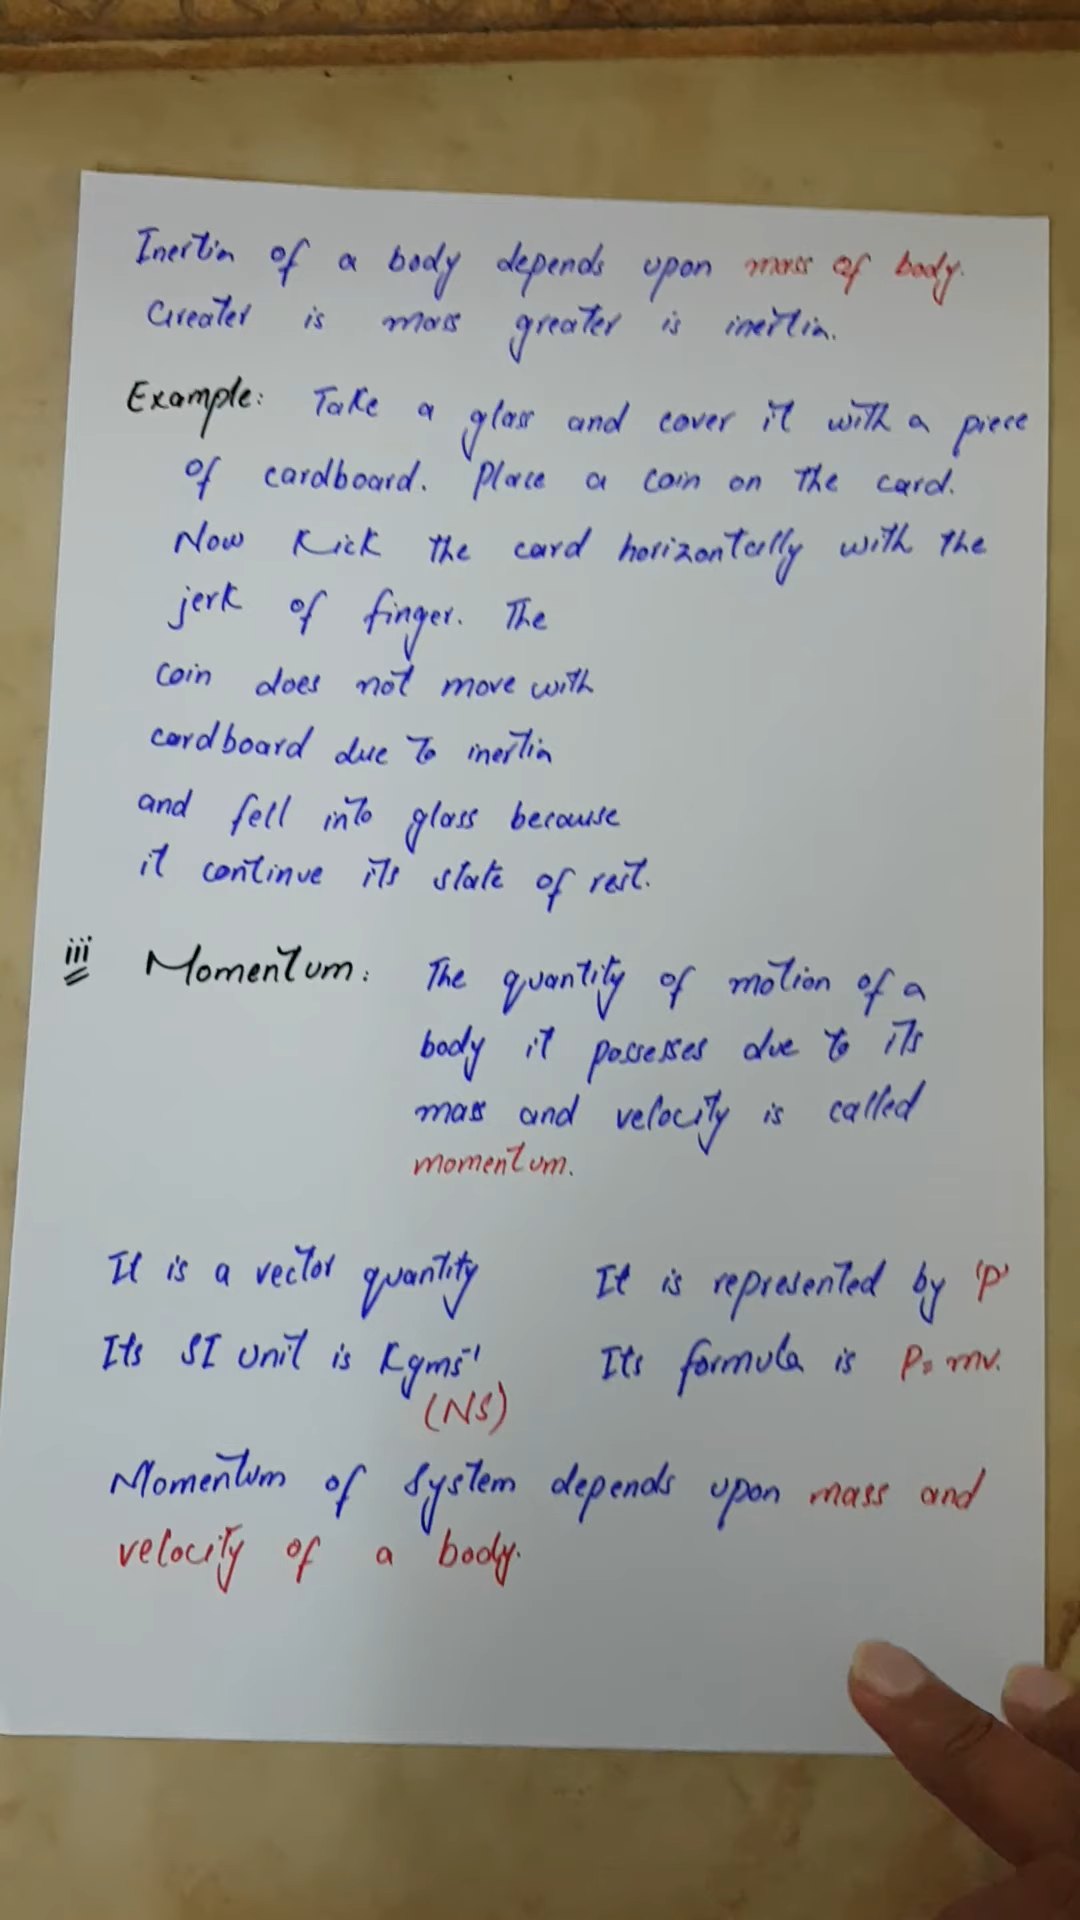 Inertia of a body depends upon mass of body.
Greater is mass greater is inertia.
Example: Take a glass and cover it with a piece
of cardboard. Place a coin on the card.
Now Kick the card horizontally with the
jerk of finger. The
coin does not move with
cardboard due to inertia
and fell into glass because
it continue its state of rest.
iii Momentum: The quantity of motion of a
body it possesses due to its
mass and velocity is called
momentum.
It is a vector quantity It is represented by 'P'
Its SI unit is Kgms⁻¹ Its formula is P=mv.
(NS)
Momentum of system depends upon mass and
velocity of a body.